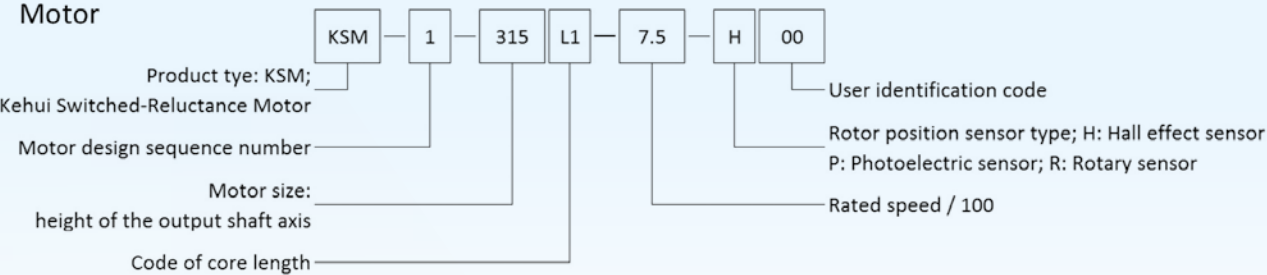 Motor
KSM — 1 — 315 L1 — 7.5 — H 00
Product tye: KSM;
Kehui Switched-Reluctance Motor
Motor design sequence number
Motor size:
height of the output shaft axis
Code of core length
User identification code
Rotor position sensor type; H: Hall effect sensor
P: Photoelectric sensor; R: Rotary sensor
Rated speed / 100